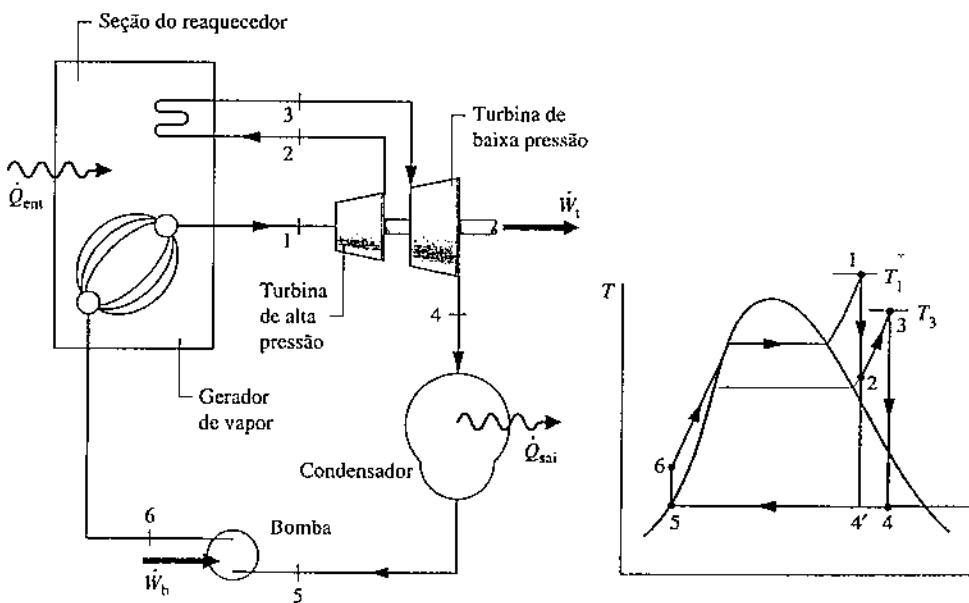 Seção do reaquecedor
3
2
Turbina de
baixa pressão
Q̇ent
Ẇt
1
Turbina
de alta
pressão
4
Gerador
de vapor
Q̇sai
Condensador
6
Bomba
Ẇb
5
T
1
T1
3
T3
2
6
5
4′
4